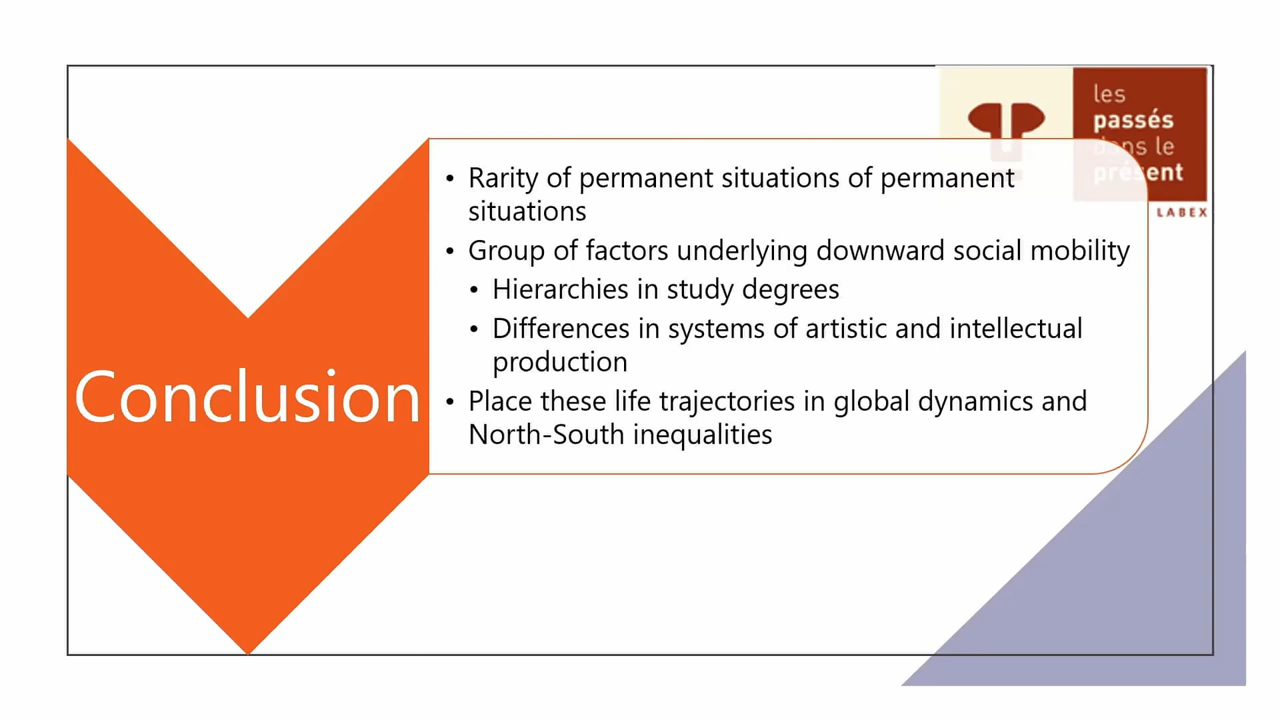 les
passés
dans le
présent
LABEX
• Rarity of permanent situations of permanent
situations
• Group of factors underlying downward social mobility
• Hierarchies in study degrees
• Differences in systems of artistic and intellectual
production
• Place these life trajectories in global dynamics and
North-South inequalities
Conclusion